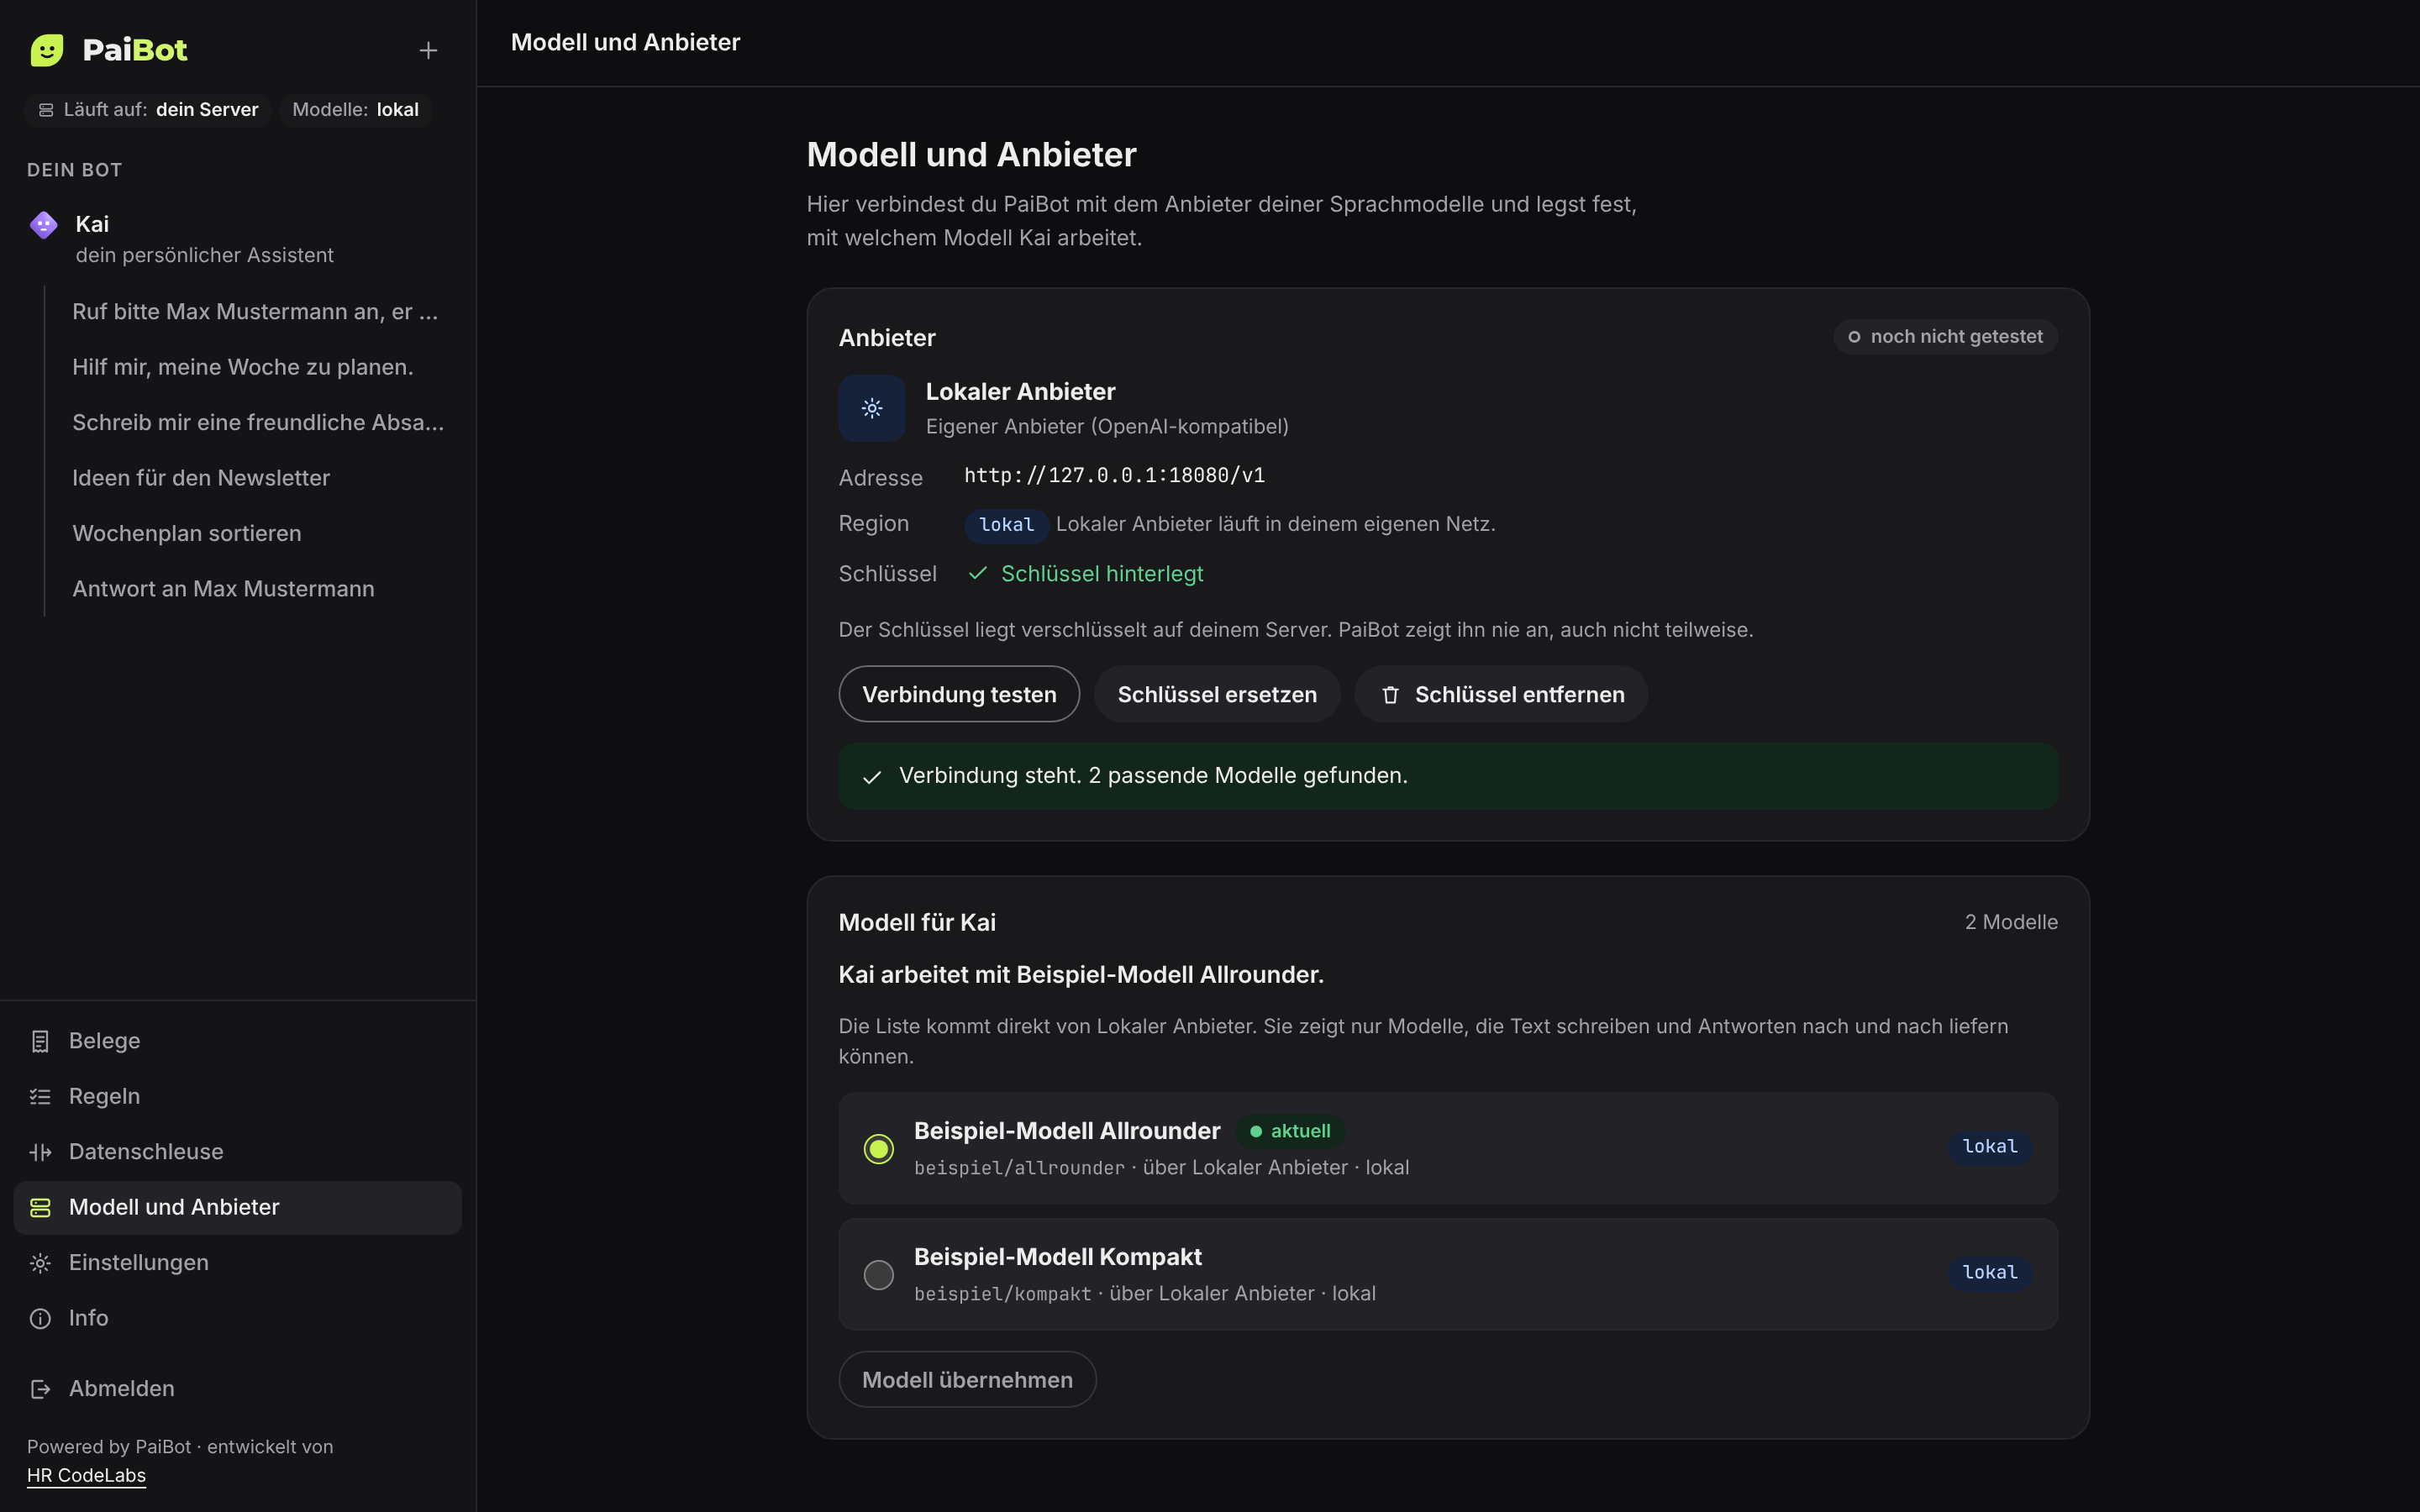 PaiBot
Läuft auf: dein Server
Modelle: lokal
DEIN BOT
Kai
dein persönlicher Assistent
Ruf bitte Max Mustermann an, er ...
Hilf mir, meine Woche zu planen.
Schreib mir eine freundliche Absa...
Ideen für den Newsletter
Wochenplan sortieren
Antwort an Max Mustermann
Belege
Regeln
Datenschleuse
Modell und Anbieter
Einstellungen
Info
Abmelden
Powered by PaiBot · entwickelt von
HR CodeLabs
Modell und Anbieter
Modell und Anbieter
Hier verbindest du PaiBot mit dem Anbieter deiner Sprachmodelle und legst fest,
mit welchem Modell Kai arbeitet.
Anbieter
noch nicht getestet
Lokaler Anbieter
Eigener Anbieter (OpenAI-kompatibel)
Adresse http://127.0.0.1:18080/v1
Region lokal Lokaler Anbieter läuft in deinem eigenen Netz.
Schlüssel Schlüssel hinterlegt
Der Schlüssel liegt verschlüsselt auf deinem Server. PaiBot zeigt ihn nie an, auch nicht teilweise.
Verbindung testen
Schlüssel ersetzen
Schlüssel entfernen
Verbindung steht. 2 passende Modelle gefunden.
Modell für Kai
2 Modelle
Kai arbeitet mit Beispiel-Modell Allrounder.
Die Liste kommt direkt von Lokaler Anbieter. Sie zeigt nur Modelle, die Text schreiben und Antworten nach und nach liefern
können.
Beispiel-Modell Allrounder aktuell
beispiel/allrounder · über Lokaler Anbieter · lokal
lokal
Beispiel-Modell Kompakt
beispiel/kompakt · über Lokaler Anbieter · lokal
lokal
Modell übernehmen